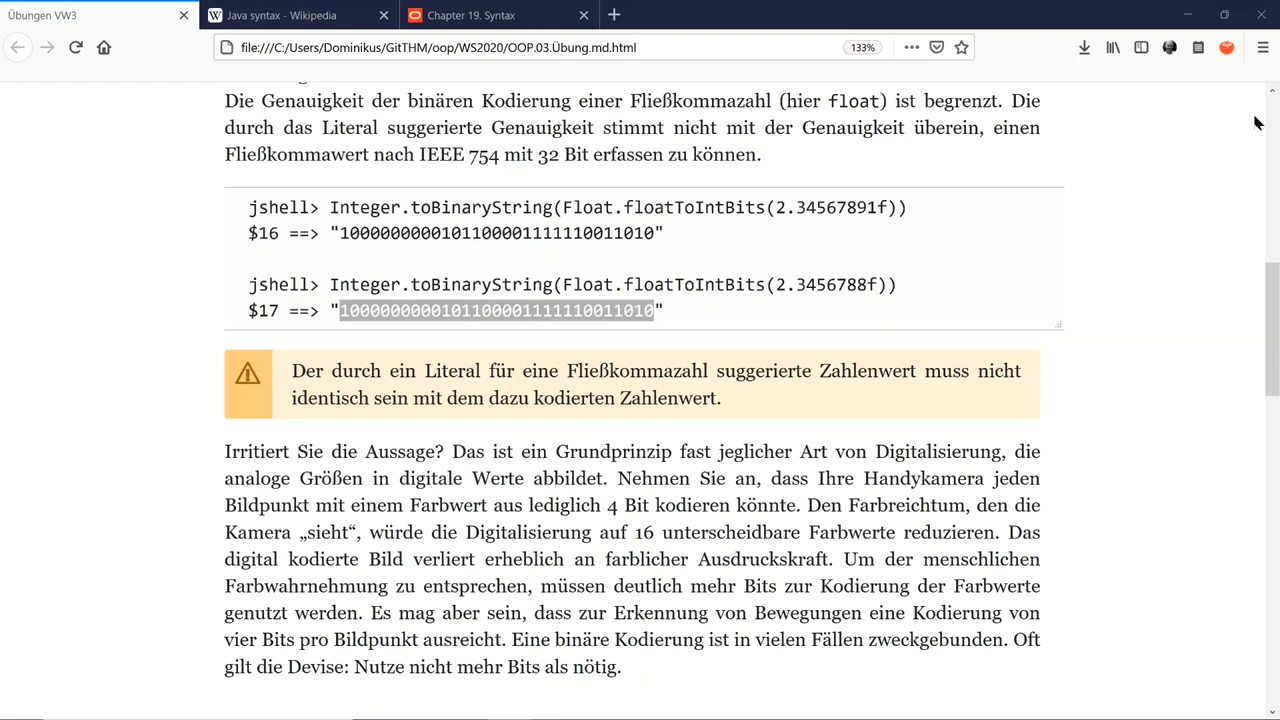 Übungen VW3
Java syntax - Wikipedia
Chapter 19. Syntax
file:///C:/Users/Dominikus/GitTHM/oop/WS2020/OOP.03.Übung.md.html
133%
Die Genauigkeit der binären Kodierung einer Fließkommazahl (hier float) ist begrenzt. Die
durch das Literal suggerierte Genauigkeit stimmt nicht mit der Genauigkeit überein, einen
Fließkommawert nach IEEE 754 mit 32 Bit erfassen zu können.
jshell> Integer.toBinaryString(Float.floatToIntBits(2.34567891f))
$16 ==> "1000000000101100001111110011010"
jshell> Integer.toBinaryString(Float.floatToIntBits(2.3456788f))
$17 ==> "1000000000101100001111110011010"
Der durch ein Literal für eine Fließkommazahl suggerierte Zahlenwert muss nicht
identisch sein mit dem dazu kodierten Zahlenwert.
Irritiert Sie die Aussage? Das ist ein Grundprinzip fast jeglicher Art von Digitalisierung, die
analoge Größen in digitale Werte abbildet. Nehmen Sie an, dass Ihre Handykamera jeden
Bildpunkt mit einem Farbwert aus lediglich 4 Bit kodieren könnte. Den Farbreichtum, den die
Kamera „sieht“, würde die Digitalisierung auf 16 unterscheidbare Farbwerte reduzieren. Das
digital kodierte Bild verliert erheblich an farblicher Ausdruckskraft. Um der menschlichen
Farbwahrnehmung zu entsprechen, müssen deutlich mehr Bits zur Kodierung der Farbwerte
genutzt werden. Es mag aber sein, dass zur Erkennung von Bewegungen eine Kodierung von
vier Bits pro Bildpunkt ausreicht. Eine binäre Kodierung ist in vielen Fällen zweckgebunden. Oft
gilt die Devise: Nutze nicht mehr Bits als nötig.